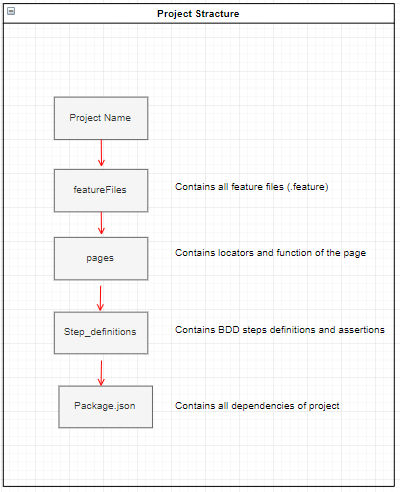 Project Stracture
Project Name
featureFiles
Contains all feature files (.feature)
pages
Contains locators and function of the page
Step_definitions
Contains BDD steps definitions and assertions
Package.json
Contains all dependencies of project